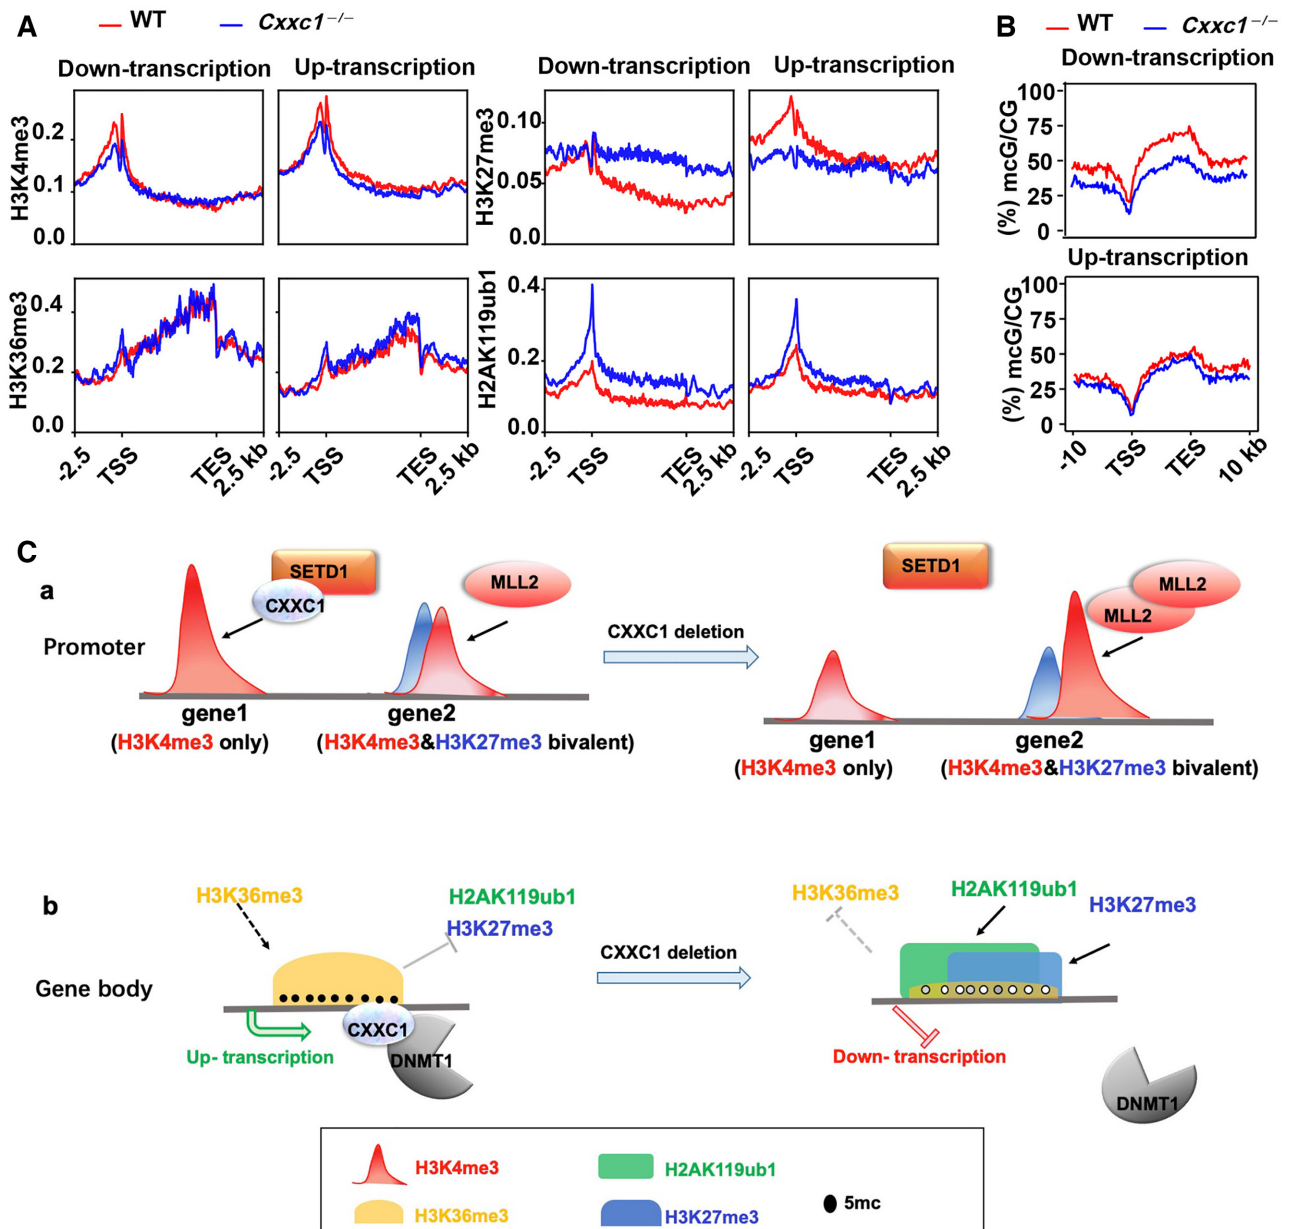 A
WT
Cxxc1−/−
Down-transcription
Up-transcription
Down-transcription
Up-transcription
H3K4me3
0.2
0.1
0.0
H3K27me3
0.10
0.05
0.0
H3K36me3
0.4
0.2
0.0
H2AK119ub1
0.4
0.2
0.0
-2.5 TSS TES 2.5 kb
-2.5 TSS TES 2.5 kb
-2.5 TSS TES 2.5 kb
-2.5 TSS TES 2.5 kb
B
WT
Cxxc1−/−
Down-transcription
(%) mcG/CG
100
75
50
25
0
Up-transcription
(%) mcG/CG
100
75
50
25
0
-10 TSS TES 10 kb
C
a
Promoter
SETD1
CXXC1
MLL2
gene1
(H3K4me3 only)
gene2
(H3K4me3&H3K27me3 bivalent)
CXXC1 deletion
SETD1
MLL2
MLL2
gene1
(H3K4me3 only)
gene2
(H3K4me3&H3K27me3 bivalent)
b
Gene body
H3K36me3
H2AK119ub1
H3K27me3
CXXC1
DNMT1
Up- transcription
CXXC1 deletion
H3K36me3
H2AK119ub1
H3K27me3
Down- transcription
DNMT1
H3K4me3
H2AK119ub1
H3K36me3
H3K27me3
5mc